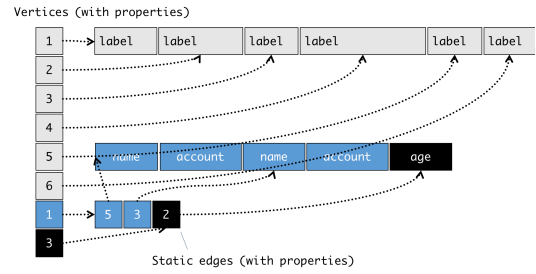 Vertices (with properties)
1 label label label label label label
2
3
4
5 name account name account age
6
1 5 3 2
3
Static edges (with properties)